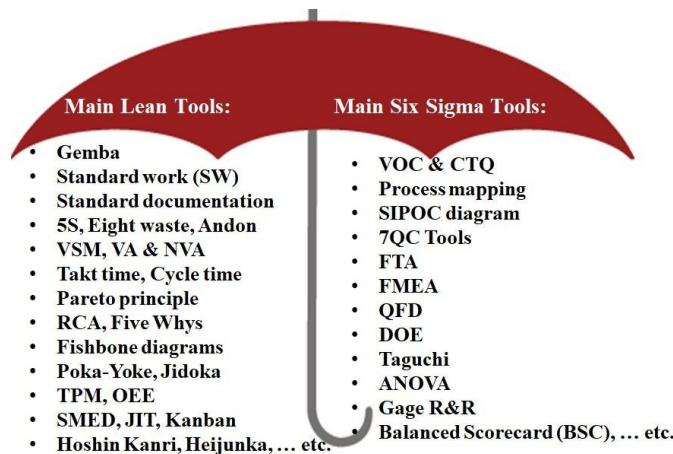 Main Lean Tools:
• Gemba
• Standard work (SW)
• Standard documentation
• 5S, Eight waste, Andon
• VSM, VA & NVA
• Takt time, Cycle time
• Pareto principle
• RCA, Five Whys
• Fishbone diagrams
• Poka-Yoke, Jidoka
• TPM, OEE
• SMED, JIT, Kanban
• Hoshin Kanri, Heijunka, … etc.
Main Six Sigma Tools:
• VOC & CTQ
• Process mapping
• SIPOC diagram
• 7QC Tools
• FTA
• FMEA
• QFD
• DOE
• Taguchi
• ANOVA
• Gage R&R
• Balanced Scorecard (BSC), … etc.